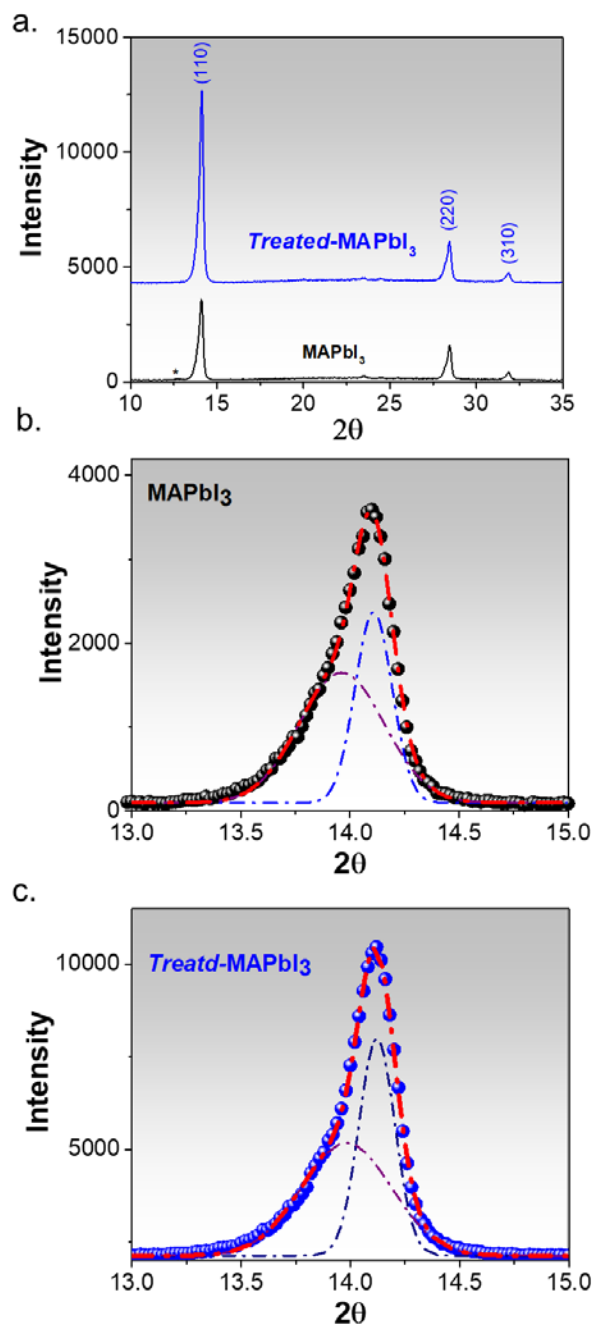 a.
15000
10000
5000
0
Intensity
(110)
(220)
(310)
Treated-MAPbI3
MAPbI3
*
10 15 20 25 30 35
2θ
b.
MAPbI3
4000
2000
0
Intensity
13.0 13.5 14.0 14.5 15.0
2θ
c.
Treatd-MAPbI3
10000
5000
Intensity
13.0 13.5 14.0 14.5 15.0
2θ